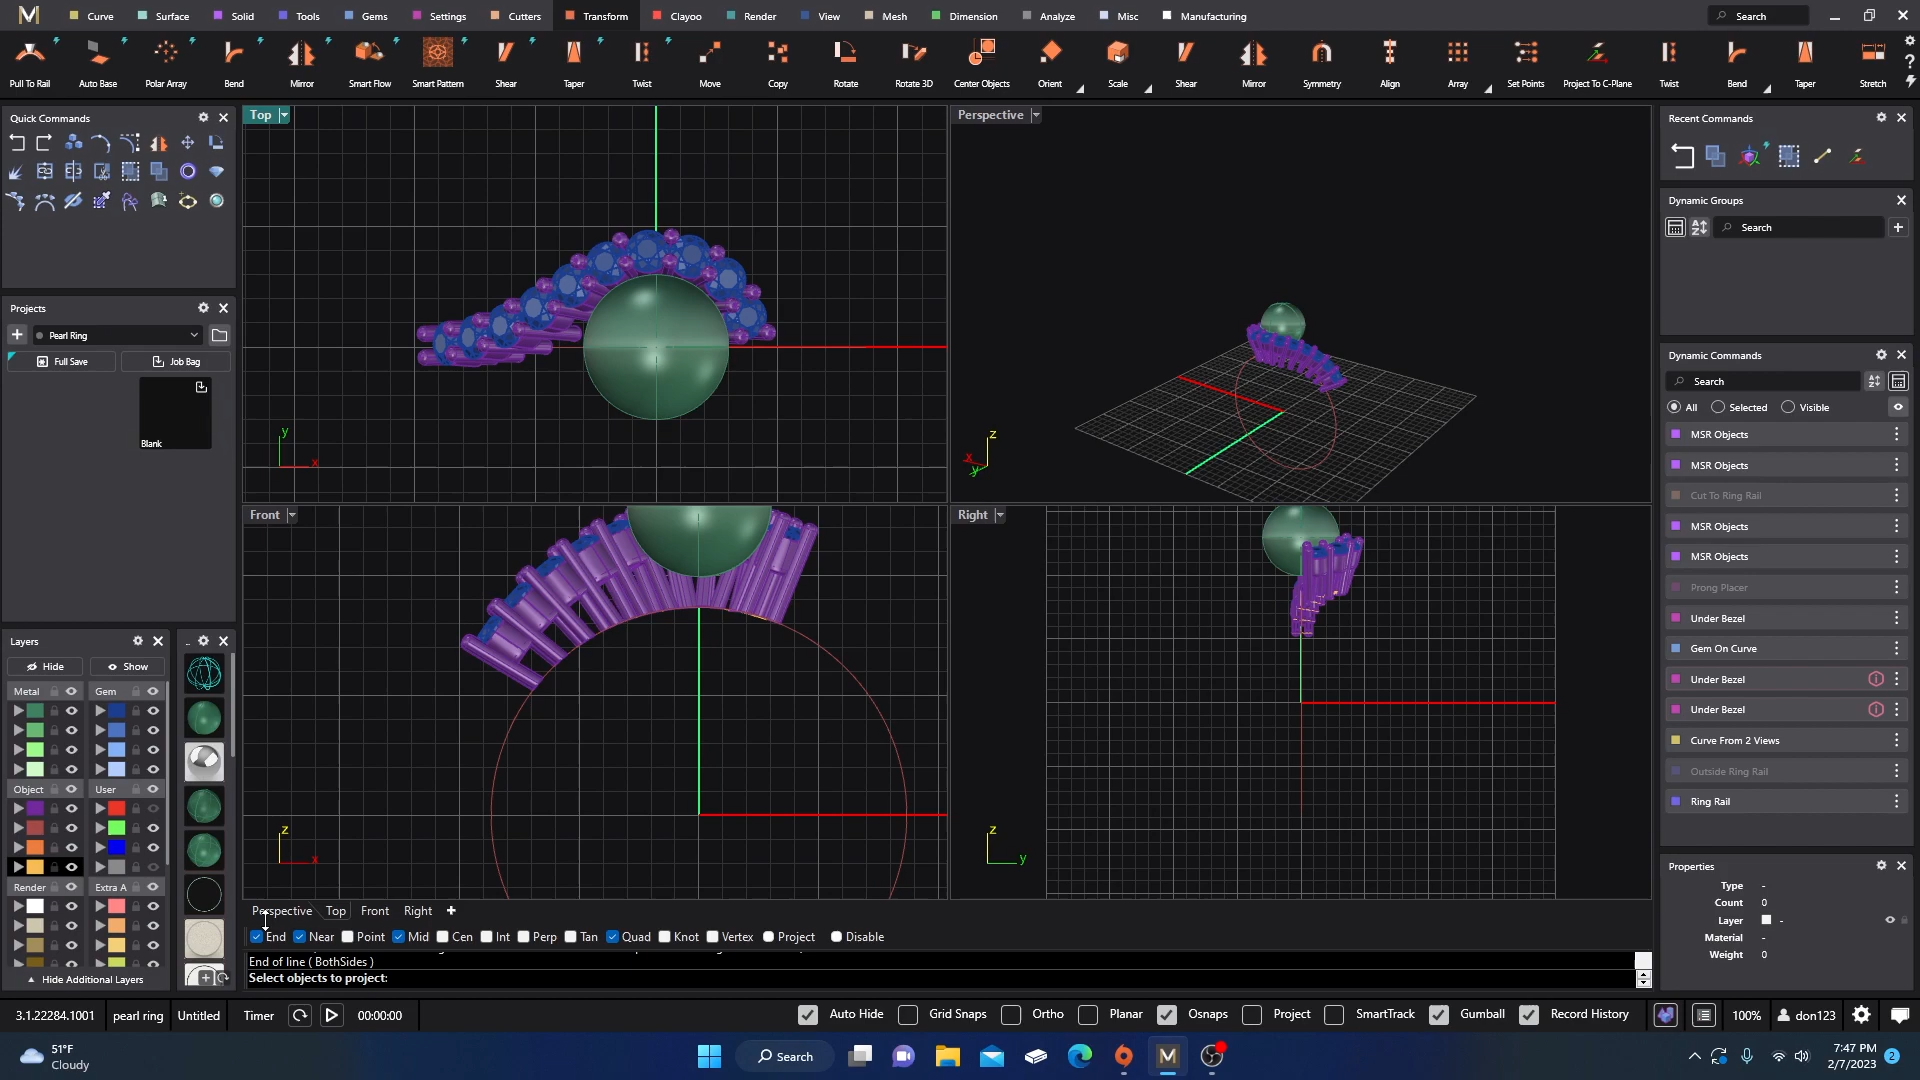 M Curve Surface Solid Tools Gems Settings Cutters Transform Clayoo Render View Mesh Dimension Analyze Misc Manufacturing Search
Pull To Rail Auto Base Polar Array Bend Mirror Smart Flow Smart Pattern Shear Taper Twist Move Copy Rotate Rotate 3D Center Objects Orient Scale Shear Mirror Symmetry Align Array Set Points Project To C-Plane Twist Bend Taper Stretch
Quick Commands
Projects
Pearl Ring
Full Save Job Bag
Blank
Layers
Hide Show
Metal Gem
Object User
Render Extra A
Hide Additional Layers
Top
y
x
Perspective
z
x
y
Front
z
x
Right
z
y
Perspective Top Front Right
End Near Point Mid Cen Int Perp Tan Quad Knot Vertex Project Disable
End of line ( BothSides )
Select objects to project:
Recent Commands
Dynamic Groups
Search
Dynamic Commands
Search
All Selected Visible
MSR Objects
MSR Objects
Cut To Ring Rail
MSR Objects
MSR Objects
Prong Placer
Under Bezel
Gem On Curve
Under Bezel
Under Bezel
Curve From 2 Views
Outside Ring Rail
Ring Rail
Properties
Type -
Count 0
Layer -
Material -
Weight 0
3.1.22284.1001 pearl ring Untitled Timer 00:00:00 Auto Hide Grid Snaps Ortho Planar Osnaps Project SmartTrack Gumball Record History 100% don123
51°F
Cloudy
Search
M
7:47 PM
2/7/2023
2